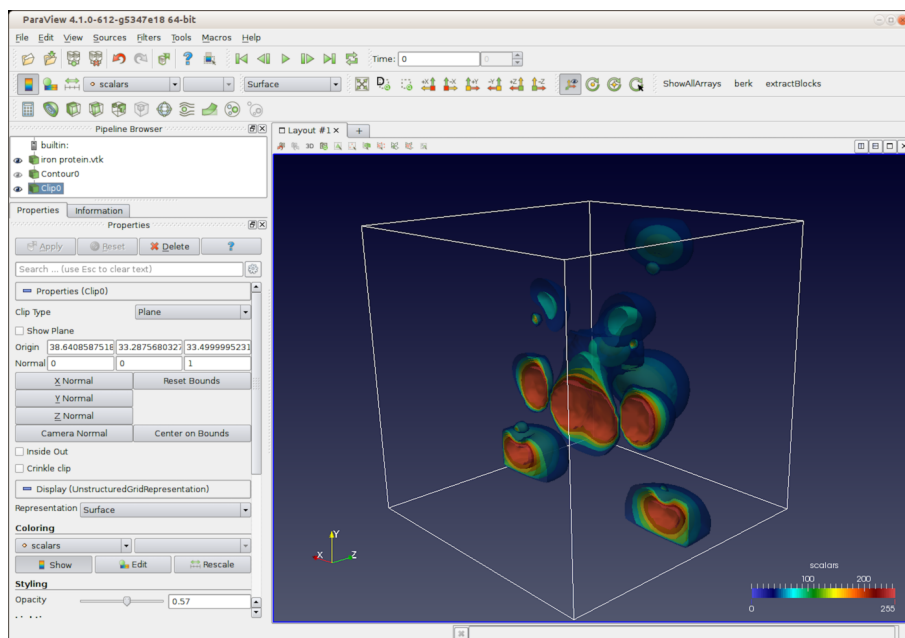 ParaView 4.1.0-612-g5347e18 64-bit
File Edit View Sources Filters Tools Macros Help
Time: 0 0
scalars Surface ShowAllArrays berk extractBlocks
Pipeline Browser
Layout #1
3D
builtin:
iron protein.vtk
Contour0
Clip0
Properties Information
Properties
Apply Reset Delete ?
Search ... (use Esc to clear text)
Properties (Clip0)
Clip Type Plane
Show Plane
Origin 38.6408587518 33.287568032 33.4999995231
Normal 0 0 1
X Normal Reset Bounds
Y Normal
Z Normal
Camera Normal Center on Bounds
Inside Out
Crinkle clip
Display (UnstructuredGridRepresentation)
Representation Surface
Coloring
scalars
Show Edit Rescale
Styling
Opacity 0.57
Y
X Z
scalars
100 200
0 255